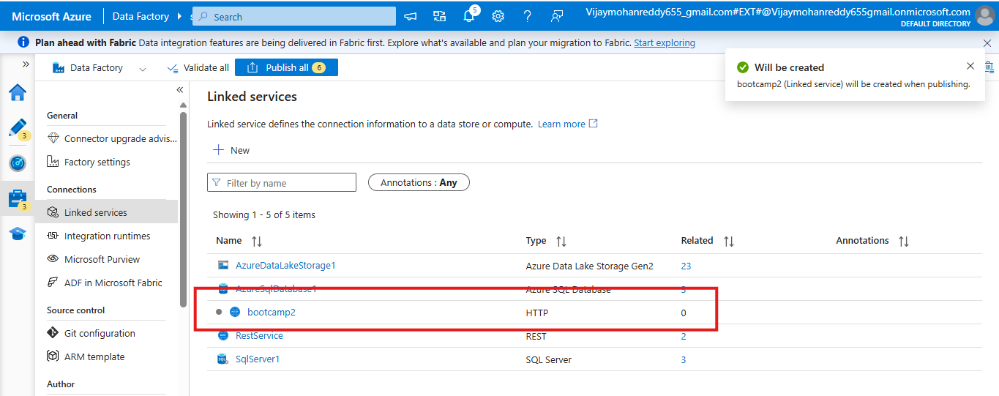 Microsoft Azure
Data Factory
Search
5
Vijaymohanreddy655_gmail.com#EXT#@Vijaymohanreddy655gmail.onmicrosoft.com
DEFAULT DIRECTORY
Plan ahead with Fabric Data integration features are being delivered in Fabric first. Explore what's available and plan your migration to Fabric. Start exploring
Data Factory
Validate all
Publish all 6
Will be created
bootcamp2 (Linked service) will be created when publishing.
3
3
General
Connector upgrade advis...
Factory settings
Connections
Linked services
Integration runtimes
Microsoft Purview
ADF in Microsoft Fabric
Source control
Git configuration
ARM template
Author
Linked services
Linked service defines the connection information to a data store or compute. Learn more
New
Filter by name
Annotations : Any
Showing 1 - 5 of 5 items
Name Type Related Annotations
AzureDataLakeStorage1 Azure Data Lake Storage Gen2 23
AzureSqlDatabase1 Azure SQL Database 3
bootcamp2 HTTP 0
RestService REST 2
SqlServer1 SQL Server 3